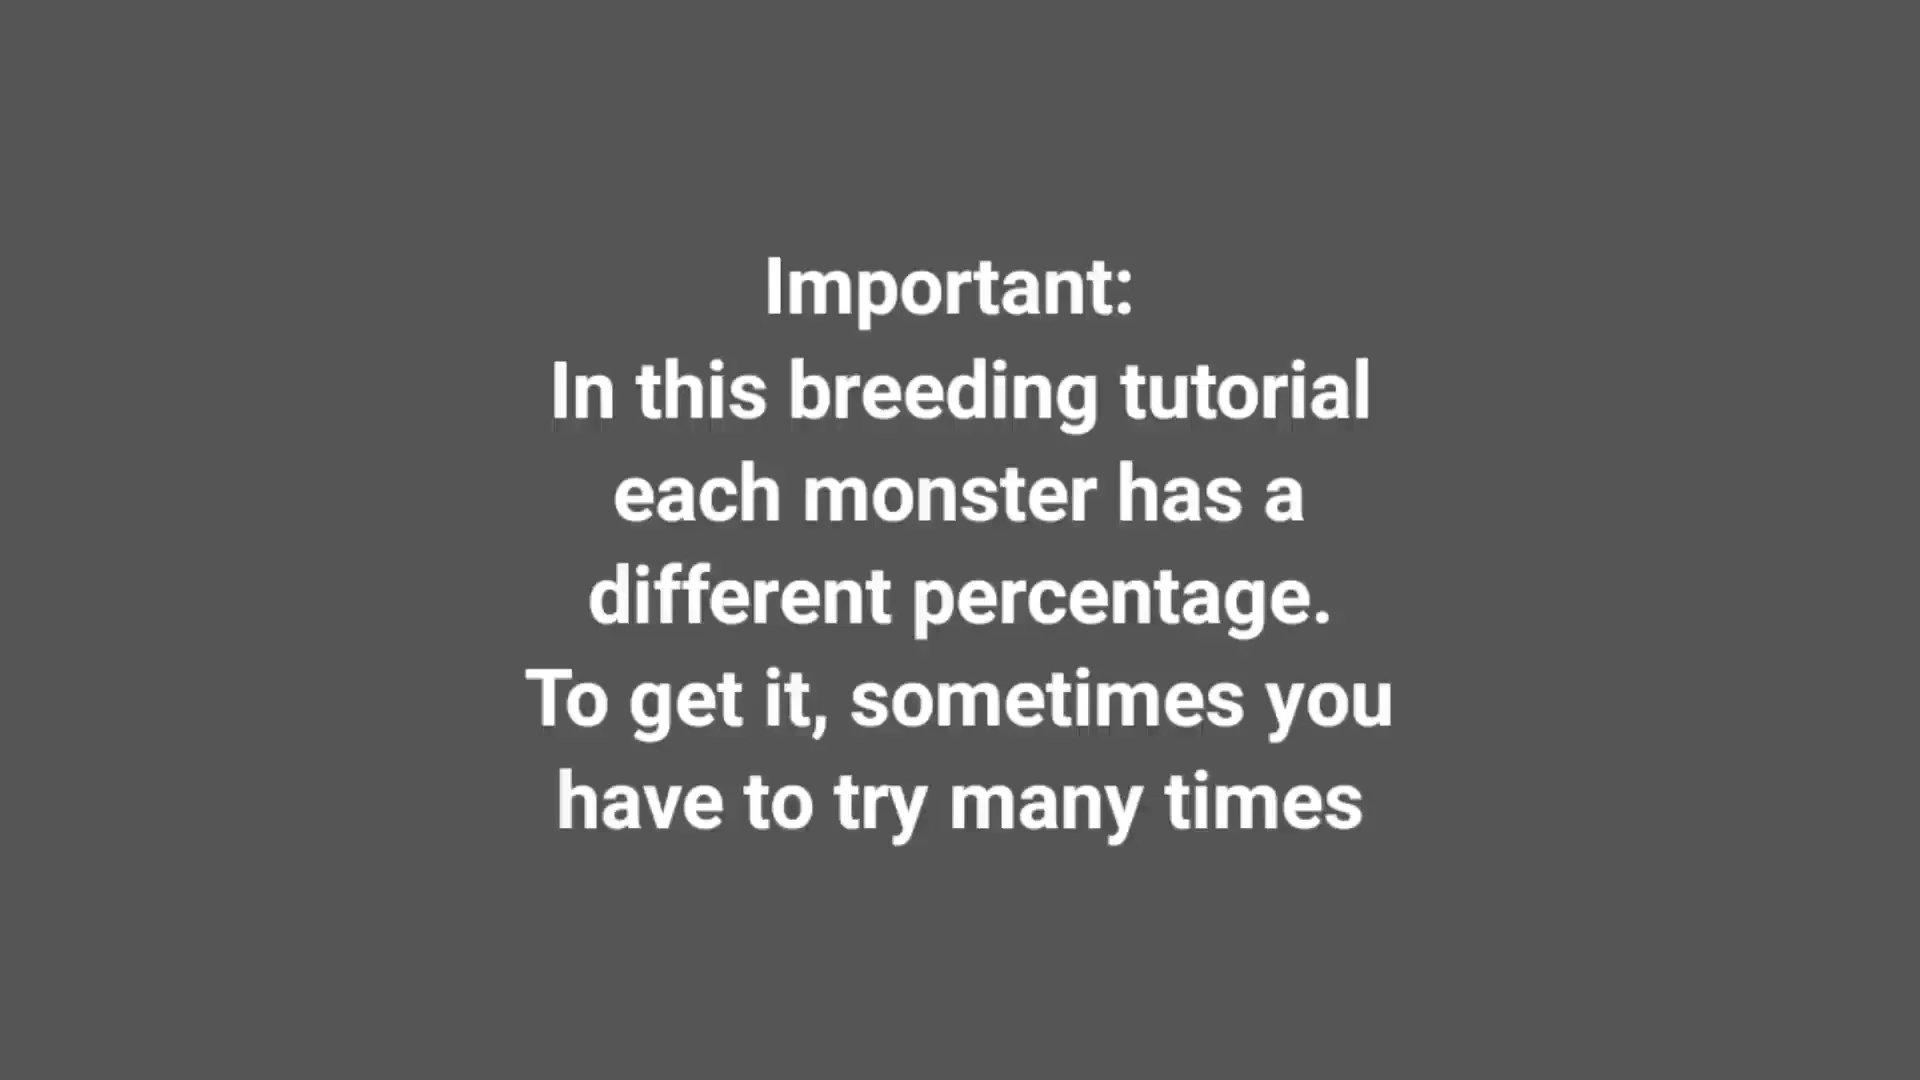 Important:
In this breeding tutorial
each monster has a
different percentage.
To get it, sometimes you
have to try many times